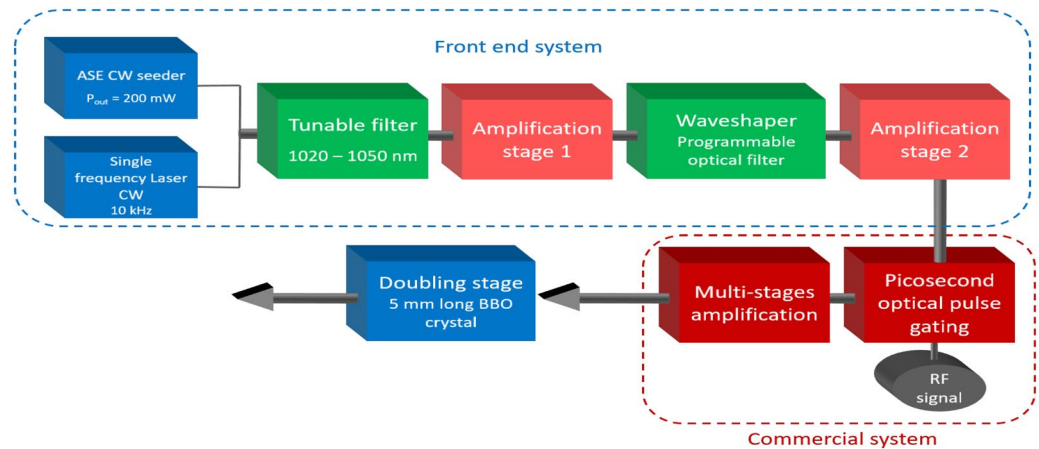 Front end system
ASE CW seeder
Pout = 200 mW
Single
frequency Laser
CW
10 kHz
Tunable filter
1020 – 1050 nm
Amplification
stage 1
Waveshaper
Programmable
optical filter
Amplification
stage 2
Doubling stage
5 mm long BBO
crystal
Multi-stages
amplification
Picosecond
optical pulse
gating
RF
signal
Commercial system